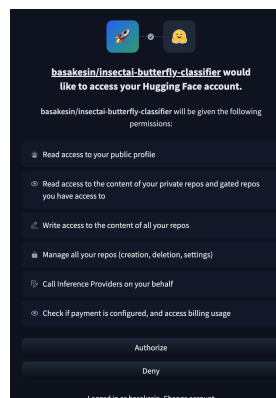 basakesin/insectai-butterfly-classifier would
like to access your Hugging Face account.
basakesin/insectai-butterfly-classifier will be given the following
permissions:
Read access to your public profile
Read access to the content of your private repos and gated repos
you have access to
Write access to the content of all your repos
Manage all your repos (creation, deletion, settings)
Call Inference Providers on your behalf
Check if payment is configured, and access billing usage
Authorize
Deny
Logged in as basakesin. Change account